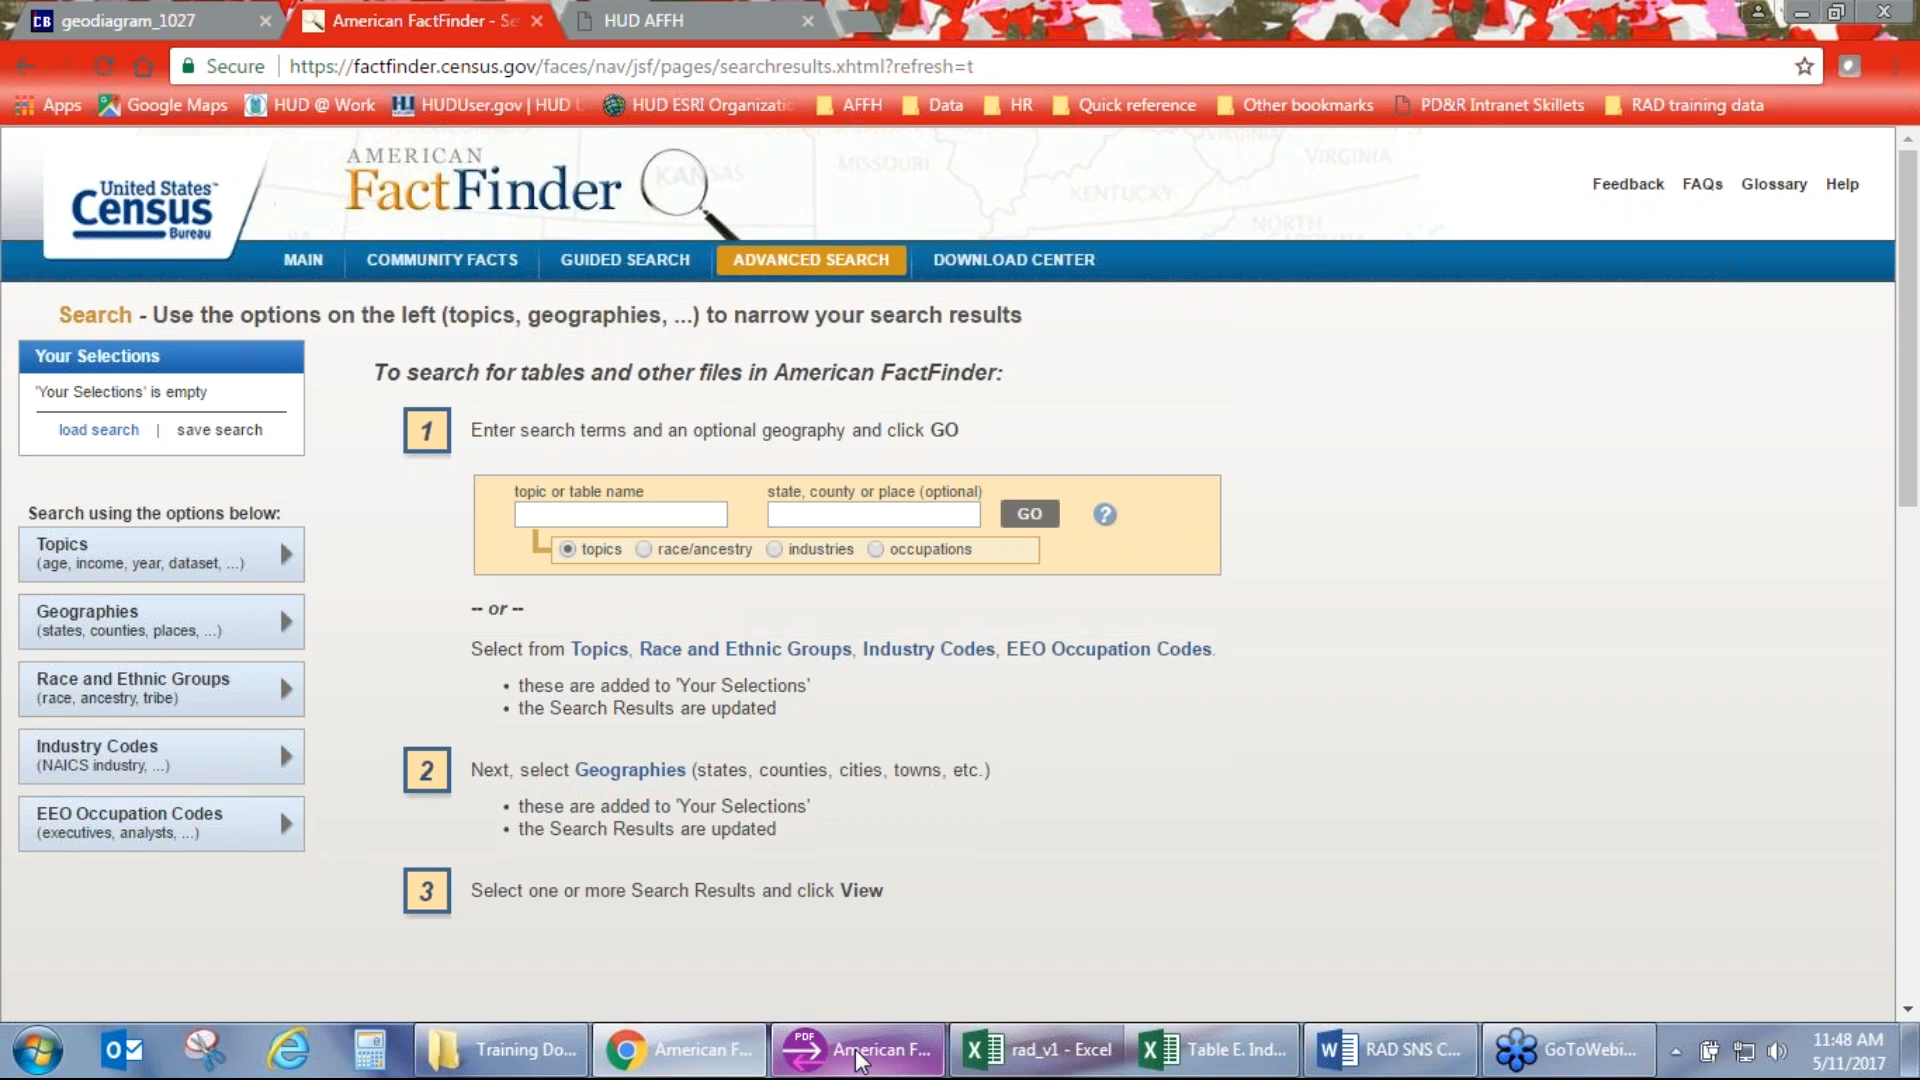 CB geodiagram_1027
American FactFinder - Se
HUD AFFH
Secure https://factfinder.census.gov/faces/nav/jsf/pages/searchresults.xhtml?refresh=t
Apps Google Maps HUD @ Work HUDUser.gov | HUD U HUD ESRI Organizatio AFFH Data HR Quick reference Other bookmarks PD&R Intranet Skillets RAD training data
United States™
Census
Bureau
AMERICAN
FactFinder
KANSAS
MISSOURI
KENTUCKY
VIRGINIA
NORTH
CAROLINA
Feedback FAQs Glossary Help
MAIN COMMUNITY FACTS GUIDED SEARCH ADVANCED SEARCH DOWNLOAD CENTER
Search - Use the options on the left (topics, geographies, ...) to narrow your search results
Your Selections
'Your Selections' is empty
load search | save search
Search using the options below:
Topics
(age, income, year, dataset, ...)
Geographies
(states, counties, places, ...)
Race and Ethnic Groups
(race, ancestry, tribe)
Industry Codes
(NAICS industry, ...)
EEO Occupation Codes
(executives, analysts, ...)
To search for tables and other files in American FactFinder:
1 Enter search terms and an optional geography and click GO
topic or table name state, county or place (optional)
GO ?
topics race/ancestry industries occupations
-- or --
Select from Topics, Race and Ethnic Groups, Industry Codes, EEO Occupation Codes.
• these are added to 'Your Selections'
• the Search Results are updated
2 Next, select Geographies (states, counties, cities, towns, etc.)
• these are added to 'Your Selections'
• the Search Results are updated
3 Select one or more Search Results and click View
Training Do... American F... PDF American F... rad_v1 - Excel Table E. Ind... RAD SNS C... GoToWebi...
11:48 AM
5/11/2017